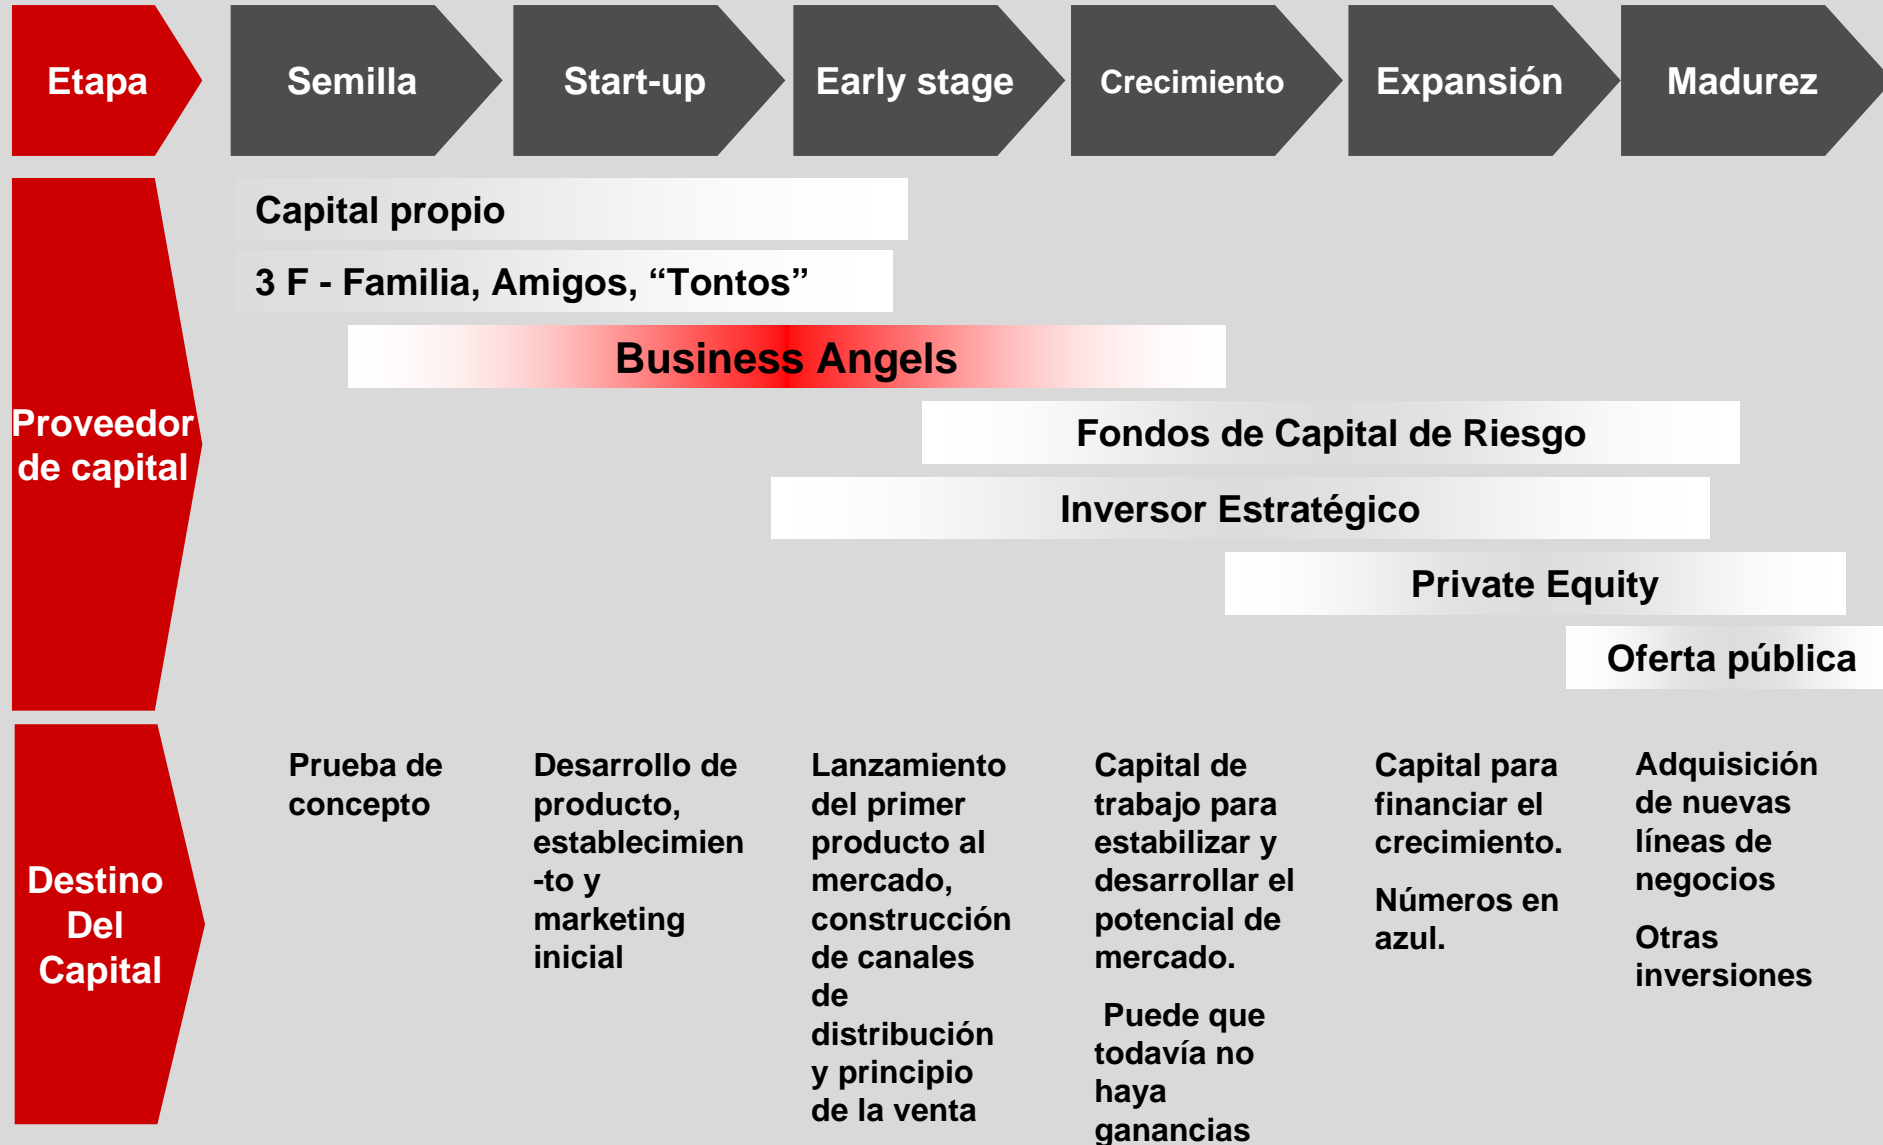 Etapa
Semilla
Start-up
Early stage
Crecimiento
Expansión
Madurez
Proveedor
de capital
Capital propio
3 F - Familia, Amigos, “Tontos”
Business Angels
Fondos de Capital de Riesgo
Inversor Estratégico
Private Equity
Oferta pública
Destino
Del
Capital
Prueba de
concepto
Desarrollo de
producto,
establecimien
-to y
marketing
inicial
Lanzamiento
del primer
producto al
mercado,
construcción
de canales
de
distribución
y principio
de la venta
Capital de
trabajo para
estabilizar y
desarrollar el
potencial de
mercado.
Puede que
todavía no
haya
ganancias
Capital para
financiar el
crecimiento.
Números en
azul.
Adquisición
de nuevas
líneas de
negocios
Otras
inversiones